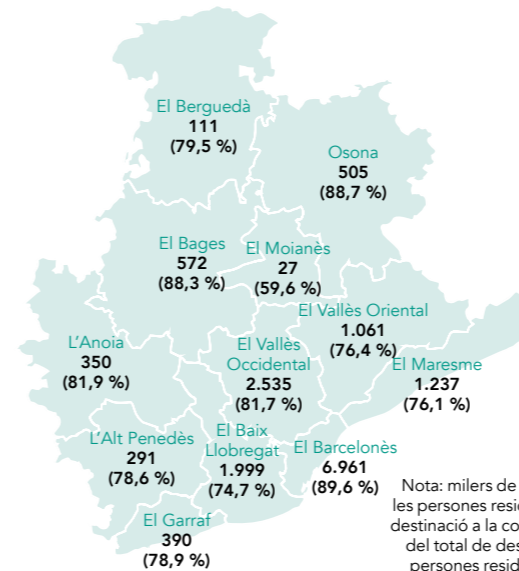 El Berguedà
111
(79,5 %)
Osona
505
(88,7 %)
El Bages
572
(88,3 %)
El Moianès
27
(59,6 %)
El Vallès Oriental
1.061
(76,4 %)
L’Anoia
350
(81,9 %)
El Vallès
Occidental
2.535
(81,7 %)
El Maresme
1.237
(76,1 %)
L’Alt Penedès
291
(78,6 %)
El Baix
Llobregat
1.999
(74,7 %)
El Barcelonès
6.961
(89,6 %)
El Garraf
390
(78,9 %)
Nota: milers de
les persones resi
destinació a la co
del total de des
persones resid